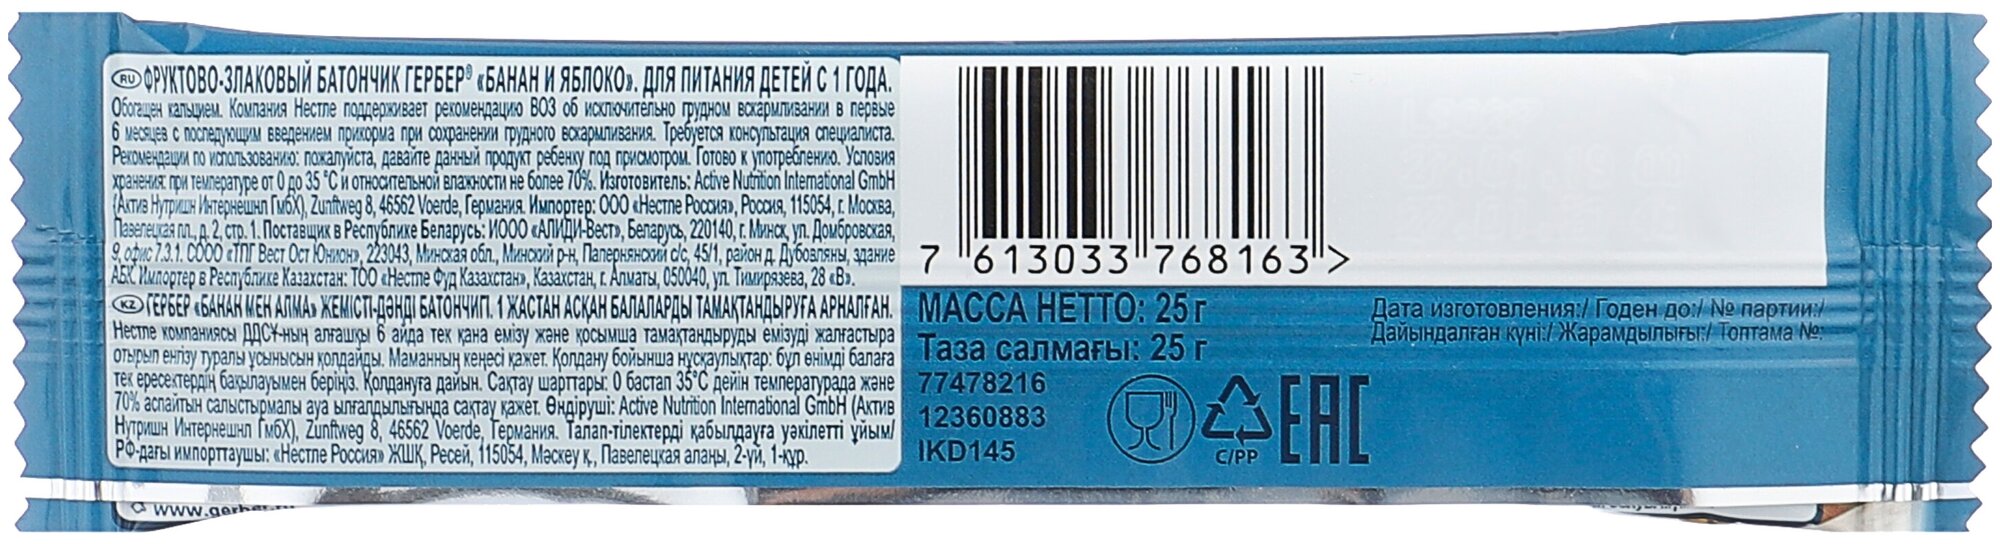 RU ФРУКТОВО-ЗЛАКОВЫЙ БАТОНЧИК ГЕРБЕР® «БАНАН И ЯБЛОКО». ДЛЯ ПИТАНИЯ ДЕТЕЙ С 1 ГОДА.
Обогащен кальцием. Компания Нестле поддерживает рекомендацию ВОЗ об исключительно грудном вскармливании в первые
6 месяцев с последующим введением прикорма при сохранении грудного вскармливания. Требуется консультация специалиста.
Рекомендации по использованию: пожалуйста, давайте данный продукт ребенку под присмотром. Готово к употреблению. Условия
хранения: при температуре от 0 до 35 °С и относительной влажности не более 70%. Изготовитель: Active Nutrition International GmbH
(Актив Нутришн Интернешнл ГмбХ), Zunftweg 8, 46562 Voerde, Германия. Импортер: ООО «Нестле Россия», Россия, 115054, г. Москва,
Павелецкая пл., д. 2, стр. 1. Поставщик в Республике Беларусь: ИООО «АЛИДИ-Вест», Беларусь, 220140, г. Минск, ул. Домбровская,
9, офис 7.3.1. СООО «ТПГ Вест Ост Юнион», 223043, Минская обл., Минский р-н, Папернянский с/с, 45/1, район д. Дубовляны, здание
АБК. Импортер в Республике Казахстан: ТОО «Нестле Фуд Казахстан», Казахстан, г. Алматы, 050040, ул. Тимирязева, 28 «В».
KZ ГЕРБЕР «БАНАН МЕН АЛМА» ЖЕМІСТІ-ДӘНДІ БАТОНЧИП. 1 ЖАСТАН АСҚАН БАЛАЛАРДЫ ТАМАҚТАНДЫРУҒА АРНАЛҒАН.
Нестле компаниясы ДДСҰ-ның алғашқы 6 айда тек қана емізу және қосымша тамақтандыруды емізуді жалғастыра
отырып енгізу туралы ұсынысын қолдайды. Маманның кеңесі қажет. Қолдану бойынша нұсқаулықтар: бұл өнімді балаға
тек ересектердің бақылауымен беріңіз. Қолдануға дайын. Сақтау шарттары: 0 бастап 35°С дейін температурада және
70% аспайтын салыстырмалы ауа ылғалдылығында сақтау қажет. Өндіруші: Active Nutrition International GmbH (Актив
Нутришн Интернешнл ГмбХ), Zunftweg 8, 46562 Voerde, Германия. Талап-тілектерді қабылдауға уәкілетті ұйым/
РФ-дағы импорттаушы: «Нестле Россия» ЖШҚ, Ресей, 115054, Мәскеу қ., Павелецкая алаңы, 2-үй, 1-құр.
www.gerber.ru
7 613033 768163 >
МАССА НЕТТО: 25 г
Таза салмағы: 25 г
77478216
12360883
IKD145
C/PP
EAC
Дата изготовления:/ Годен до:/ № партии:/
Дайындалған күні:/ Жарамдылығы:/ Топтама №: